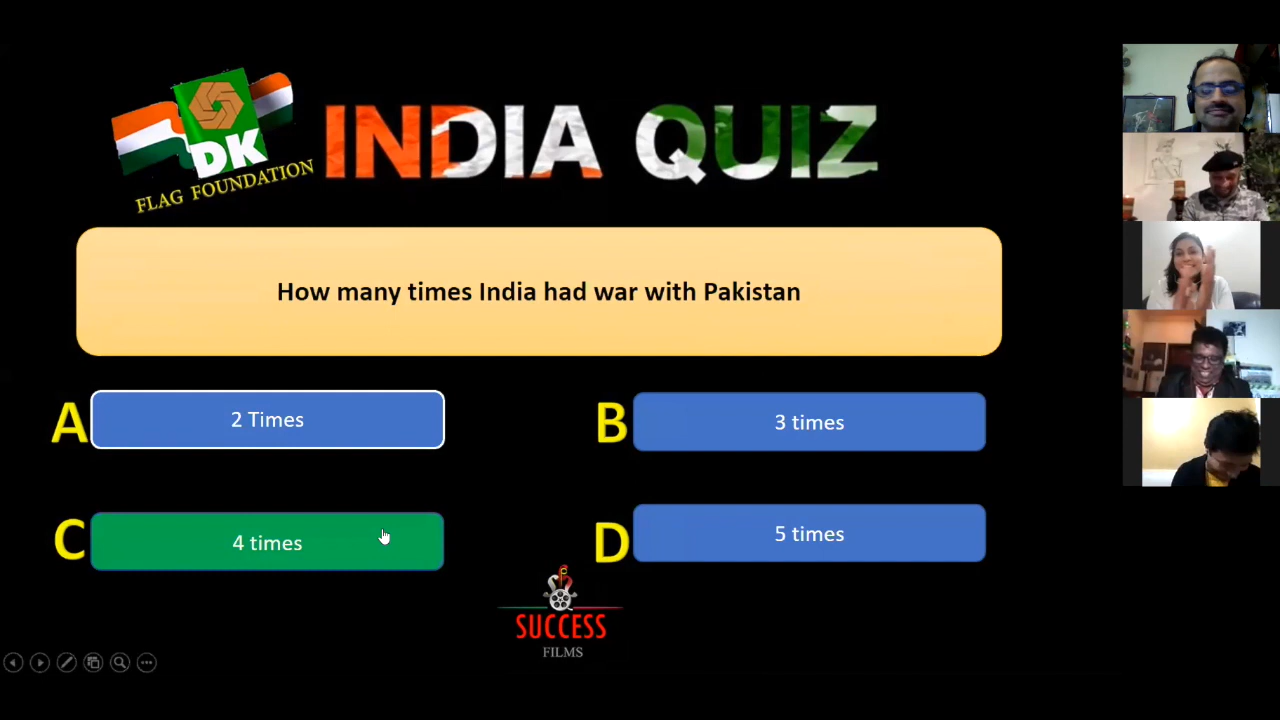 DK
FLAG FOUNDATION
INDIA QUIZ
How many times India had war with Pakistan
A 2 Times
B 3 times
C 4 times
D 5 times
SUCCESS
FILMS